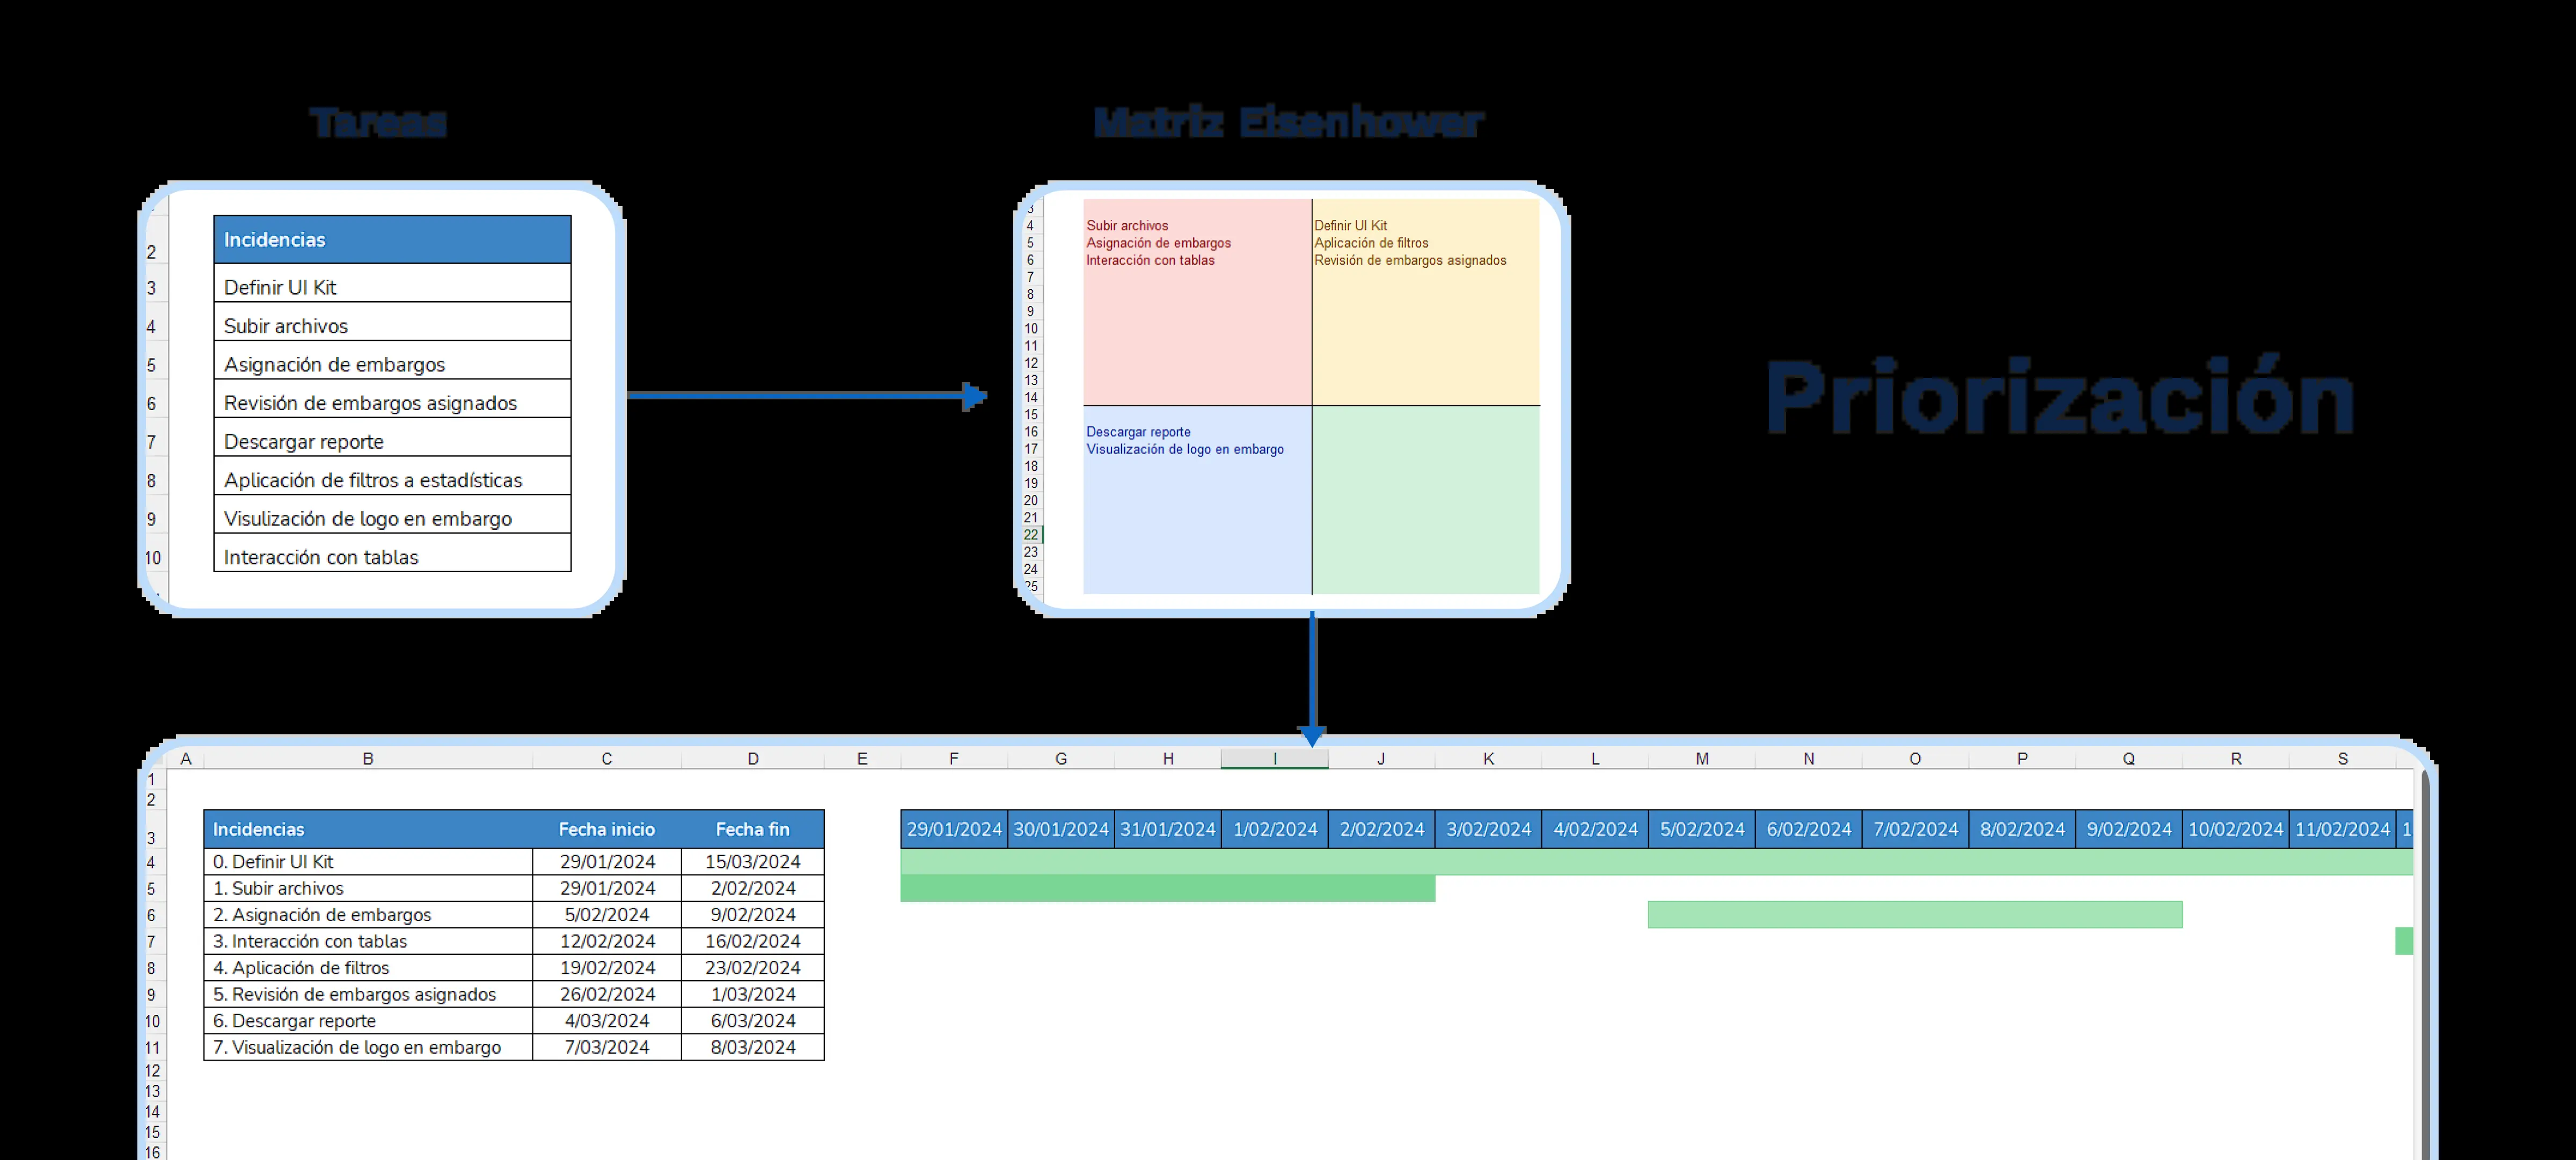 Tareas
Matriz Eisenhower
Priorización
2
3
4
5
6
7
8
9
10
Incidencias
Definir UI Kit
Subir archivos
Asignación de embargos
Revisión de embargos asignados
Descargar reporte
Aplicación de filtros a estadísticas
Visulización de logo en embargo
Interacción con tablas
3
4
5
6
7
8
9
10
11
12
13
14
15
16
17
18
19
20
21
22
23
24
25
Subir archivos
Asignación de embargos
Interacción con tablas
Definir UI Kit
Aplicación de filtros
Revisión de embargos asignados
Descargar reporte
Visualización de logo en embargo
A B C D E F G H I J K L M N O P Q R S
1
2
3 Incidencias Fecha inicio Fecha fin 29/01/2024 30/01/2024 31/01/2024 1/02/2024 2/02/2024 3/02/2024 4/02/2024 5/02/2024 6/02/2024 7/02/2024 8/02/2024 9/02/2024 10/02/2024 11/02/2024 1
4 0. Definir UI Kit 29/01/2024 15/03/2024
5 1. Subir archivos 29/01/2024 2/02/2024
6 2. Asignación de embargos 5/02/2024 9/02/2024
7 3. Interacción con tablas 12/02/2024 16/02/2024
8 4. Aplicación de filtros 19/02/2024 23/02/2024
9 5. Revisión de embargos asignados 26/02/2024 1/03/2024
10 6. Descargar reporte 4/03/2024 6/03/2024
11 7. Visualización de logo en embargo 7/03/2024 8/03/2024
12
13
14
15
16